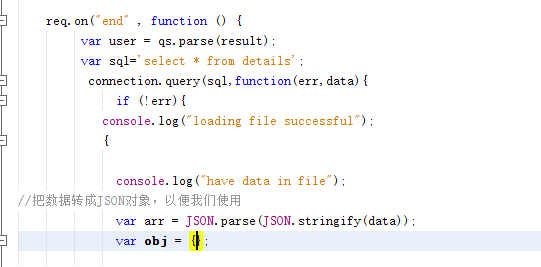 req.on("end" , function () {
var user = qs.parse(result);
var sql='select * from details';
connection.query(sql,function(err,data){
if (!err){
console.log("loading file successful");
{
console.log("have data in file");
//把数据转成JSON对象，以便我们使用
var arr = JSON.parse(JSON.stringify(data));
var obj = {};